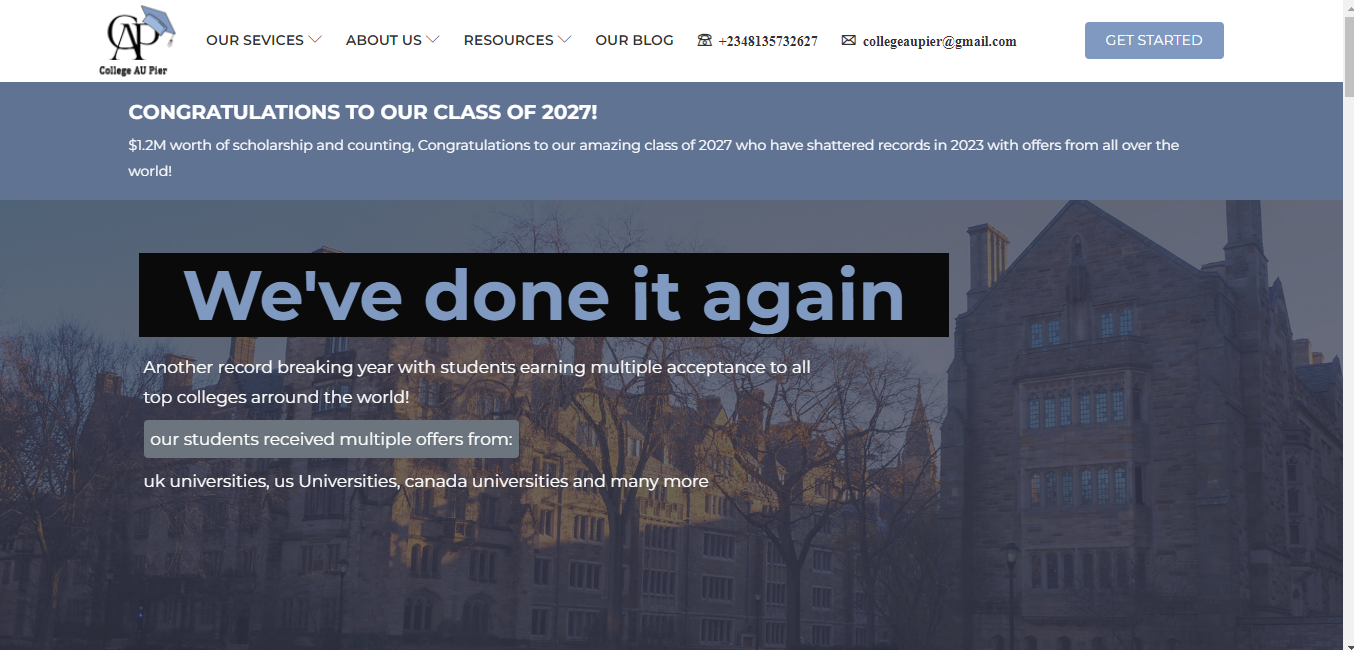 CAP
College AU Pier
OUR SEVICES
ABOUT US
RESOURCES
OUR BLOG
+2348135732627
collegeaupier@gmail.com
GET STARTED
CONGRATULATIONS TO OUR CLASS OF 2027!
$1.2M worth of scholarship and counting, Congratulations to our amazing class of 2027 who have shattered records in 2023 with offers from all over the
world!
We've done it again
Another record breaking year with students earning multiple acceptance to all
top colleges arround the world!
our students received multiple offers from:
uk universities, us Universities, canada universities and many more